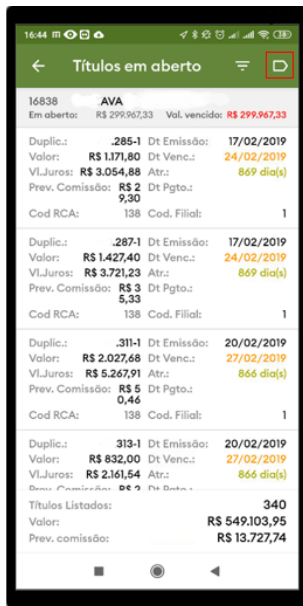 16:44
Títulos em aberto
16838 AVA
Em aberto: R$ 299.967,33 Val. vencido: R$ 299.967,33
Duplic.: .285-1 Dt Emissão: 17/02/2019
Valor: R$ 1.171,80 Dt Venc.: 24/02/2019
Vl.Juros: R$ 3.054,88 Atr.: 869 dia(s)
Prev. Comissão: R$ 2 Dt Pgto.:
9,30
Cod RCA: 138 Cod. Filial: 1
Duplic.: .287-1 Dt Emissão: 17/02/2019
Valor: R$ 1.427,40 Dt Venc.: 24/02/2019
Vl.Juros: R$ 3.721,23 Atr.: 869 dia(s)
Prev. Comissão: R$ 3 Dt Pgto.:
5,33
Cod RCA: 138 Cod. Filial: 1
Duplic.: .311-1 Dt Emissão: 20/02/2019
Valor: R$ 2.027,68 Dt Venc.: 27/02/2019
Vl.Juros: R$ 5.267,91 Atr.: 866 dia(s)
Prev. Comissão: R$ 5 Dt Pgto.:
0,46
Cod RCA: 138 Cod. Filial: 1
Duplic.: 313-1 Dt Emissão: 20/02/2019
Valor: R$ 832,00 Dt Venc.: 27/02/2019
Vl.Juros: R$ 2.161,54 Atr.: 866 dia(s)
Prev. Comissão: R$ 2 Dt Pgto.:
Títulos Listados: 340
Valor: R$ 549.103,95
Prev. comissão: R$ 13.727,74